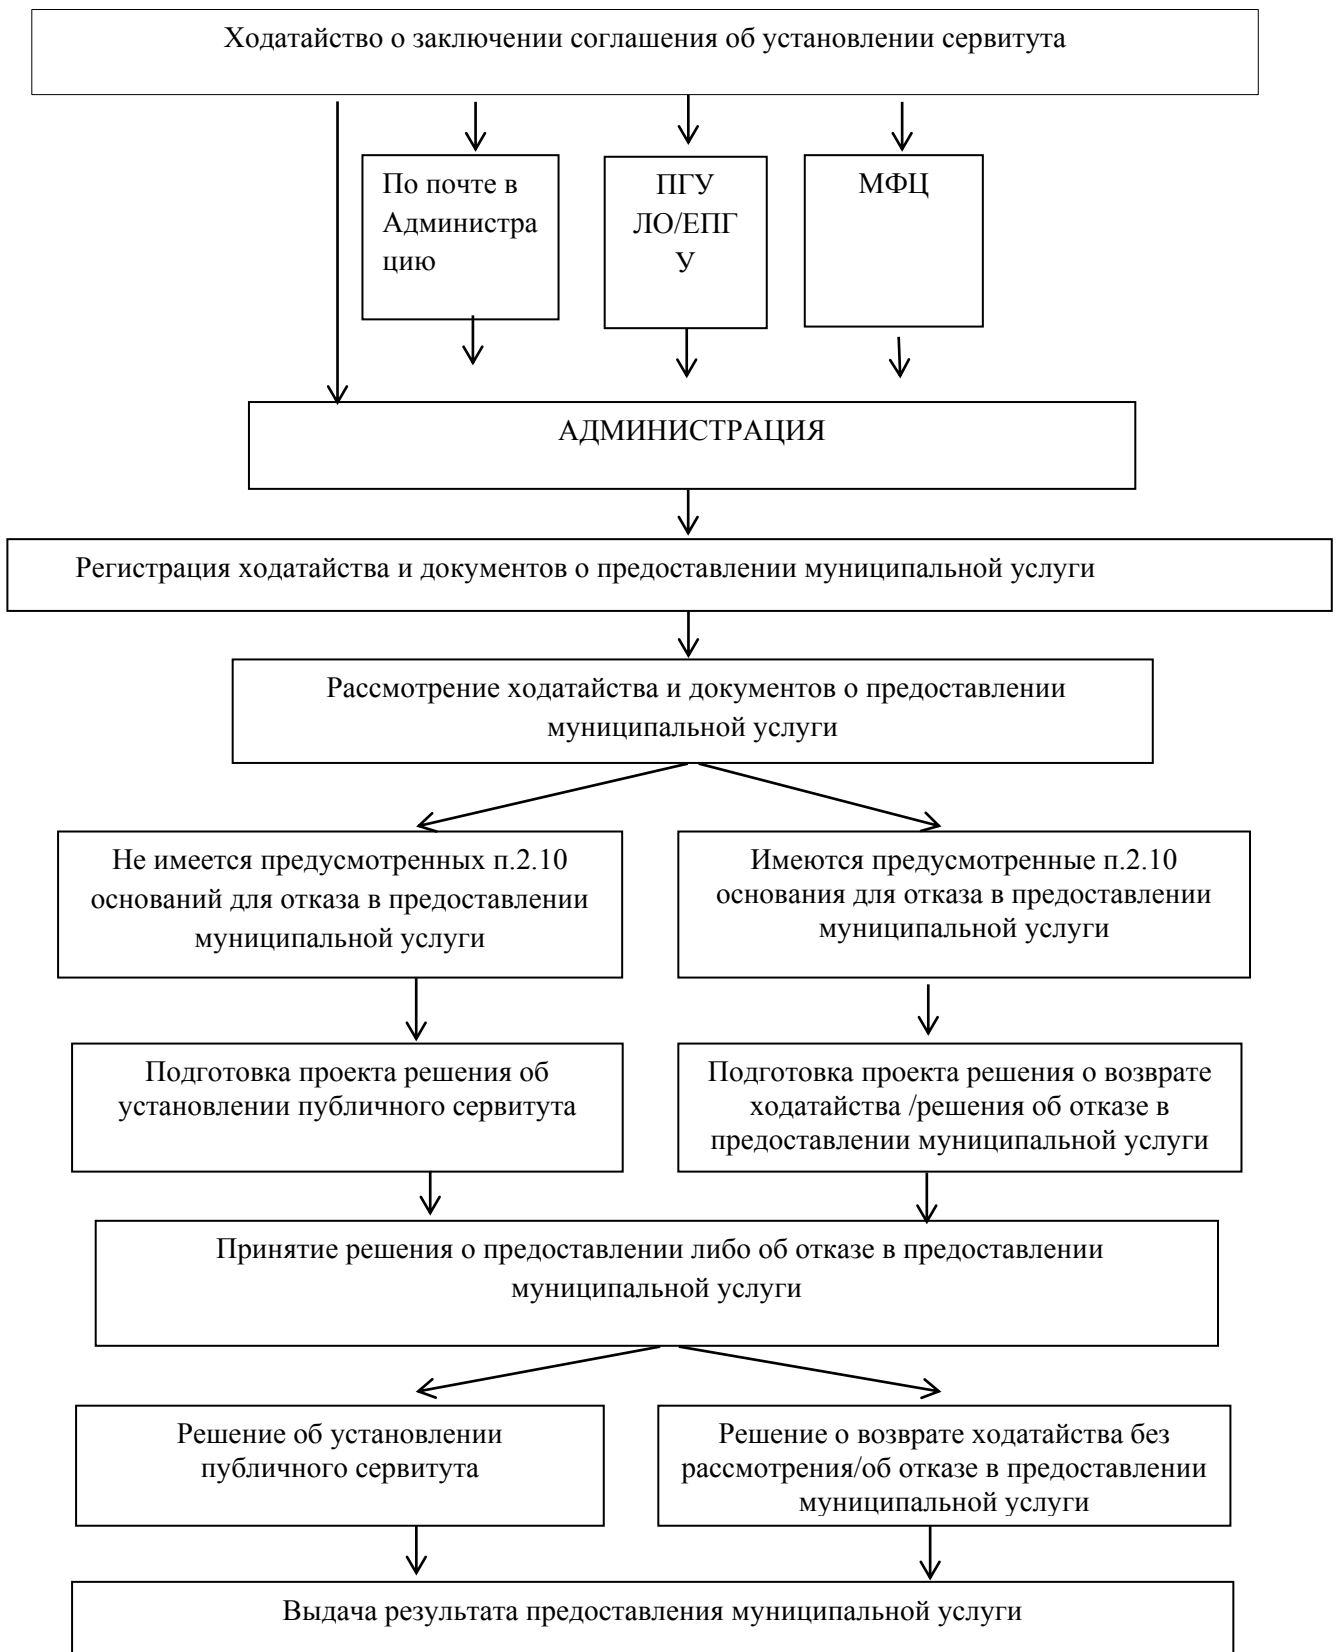 Ходатайство о заключении соглашения об установлении сервитута
По почте в
Администра
цию
ПГУ
ЛО/ЕПГ
У
МФЦ
АДМИНИСТРАЦИЯ
Регистрация ходатайства и документов о предоставлении муниципальной услуги
Рассмотрение ходатайства и документов о предоставлении
муниципальной услуги
Не имеется предусмотренных п.2.10
оснований для отказа в предоставлении
муниципальной услуги
Имеются предусмотренные п.2.10
основания для отказа в предоставлении
муниципальной услуги
Подготовка проекта решения об
установлении публичного сервитута
Подготовка проекта решения о возврате
ходатайства /решения об отказе в
предоставлении муниципальной услуги
Принятие решения о предоставлении либо об отказе в предоставлении
муниципальной услуги
Решение об установлении
публичного сервитута
Решение о возврате ходатайства без
рассмотрения/об отказе в предоставлении
муниципальной услуги
Выдача результата предоставления муниципальной услуги